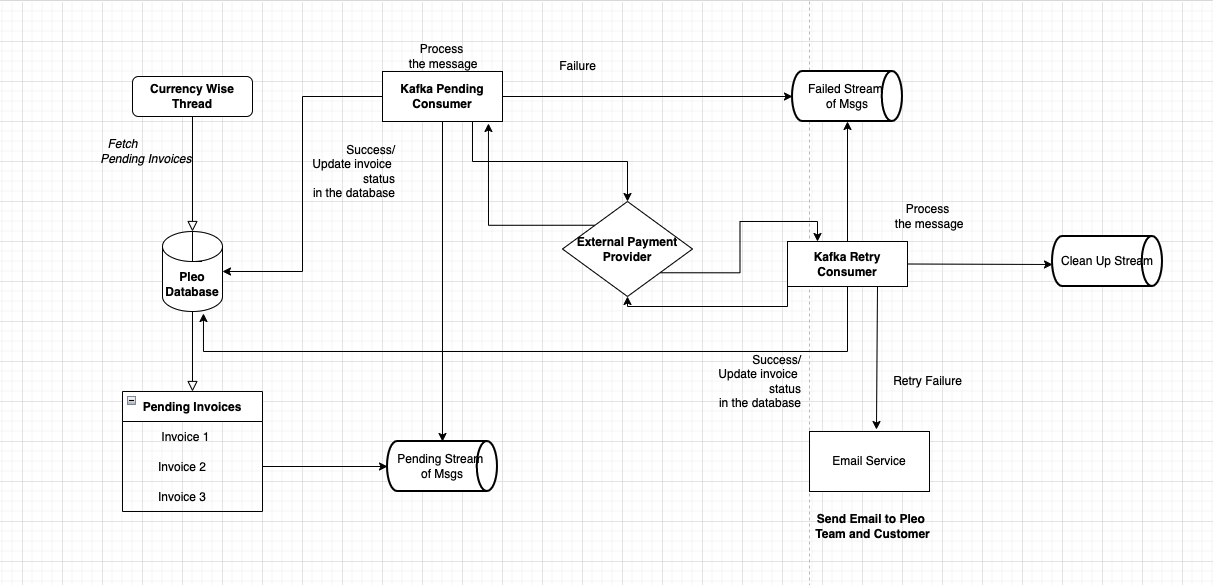 Process
the message
Failure
Currency Wise
Thread
Kafka Pending
Consumer
Failed Stream
of Msgs
Fetch
Pending Invoices
Success/
Update invoice
status
in the database
Process
the message
External Payment
Provider
Kafka Retry
Consumer
Clean Up Stream
Pleo
Database
Success/
Update invoice
status
in the database
Retry Failure
Pending Invoices
Invoice 1
Invoice 2
Invoice 3
Pending Stream
of Msgs
Email Service
Send Email to Pleo
Team and Customer